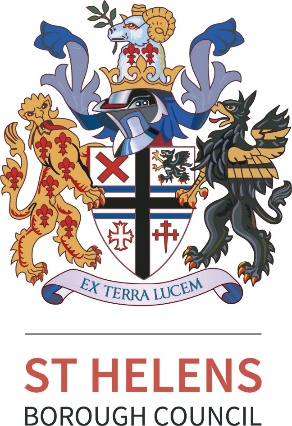 EX TERRA LUCEM
ST HELENS
BOROUGH COUNCIL